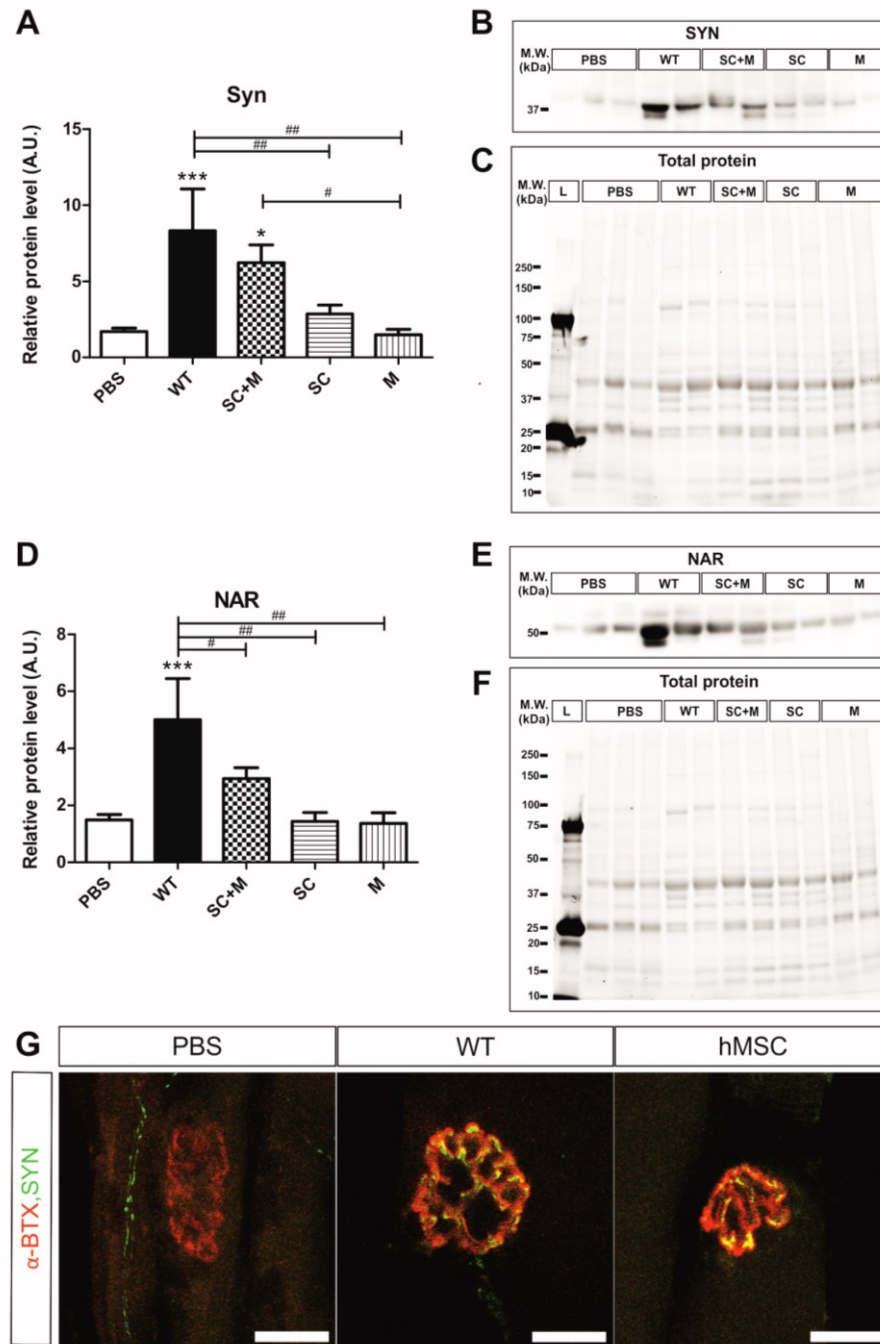 A
Syn
Relative protein level (A.U.)
15
10
5
0
***
*
##
##
#
PBS
WT
SC+M
SC
M
B
SYN
M.W.
(kDa)
PBS WT SC+M SC M
37
C
Total protein
M.W.
(kDa)
L PBS WT SC+M SC M
250
150
100
75
50
37
25
20
15
10
D
NAR
Relative protein level (A.U.)
8
6
4
2
0
***
##
##
#
PBS
WT
SC+M
SC
M
E
NAR
M.W.
(kDa)
PBS WT SC+M SC M
50
F
Total protein
M.W.
(kDa)
L PBS WT SC+M SC M
250
150
100
75
50
37
25
20
15
10
G
PBS WT hMSC
α-BTX,SYN